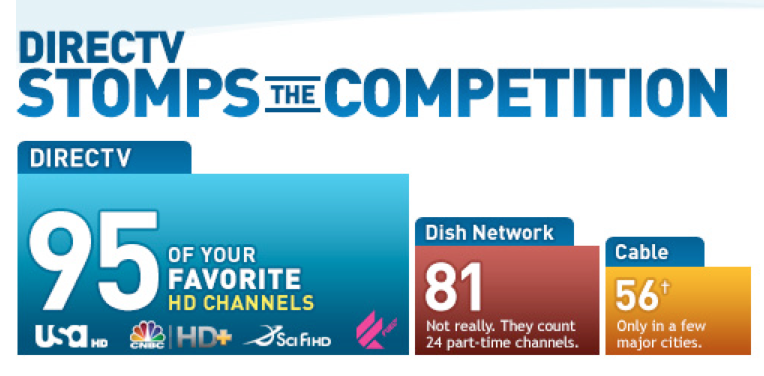 DIRECTV
STOMPS THE COMPETITION
DIRECTV
95
OF YOUR
FAVORITE
HD CHANNELS
USA HD
CNBC HD+
SCI FI HD
Dish Network
81
Not really. They count
24 part-time channels.
Cable
56†
Only in a few
major cities.